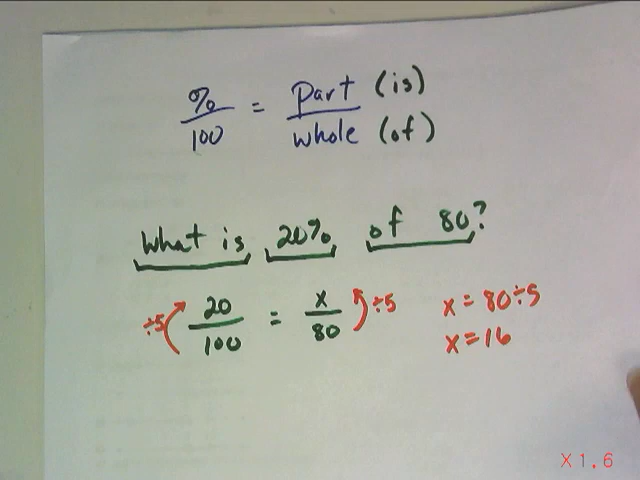 %/100 = Part (is)/whole (of)
What is 20% of 80?
÷5 20/100 = x/80 ÷5
x = 80÷5
x = 16
X1.6